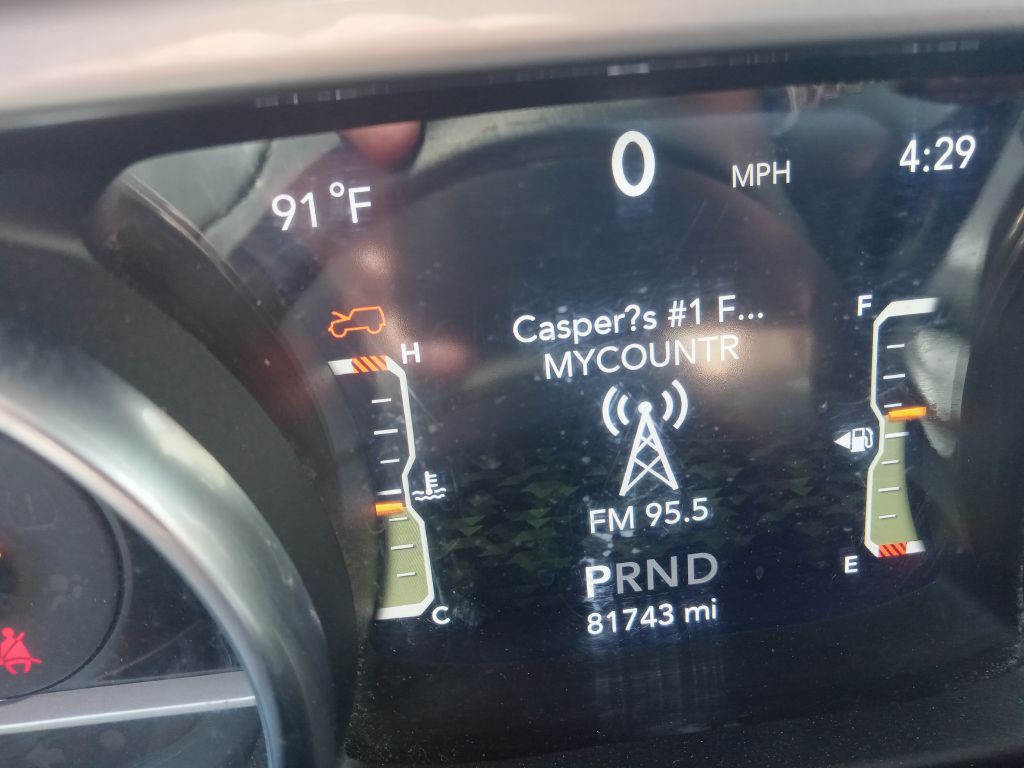 0 MPH 4:29
91 °F
Casper?s #1 F...
MYCOUNTR
H
F
FM 95.5
PRND
E
81743 mi
C